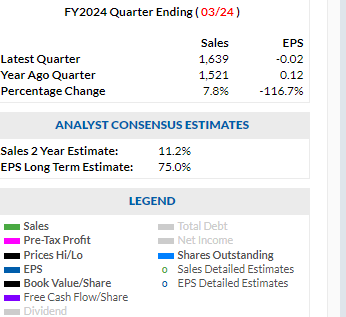 FY2024 Quarter Ending ( 03/24 )
Sales EPS
Latest Quarter 1,639 -0.02
Year Ago Quarter 1,521 0.12
Percentage Change 7.8% -116.7%
ANALYST CONSENSUS ESTIMATES
Sales 2 Year Estimate: 11.2%
EPS Long Term Estimate: 75.0%
LEGEND
Sales Total Debt
Pre-Tax Profit Net Income
Prices Hi/Lo Shares Outstanding
EPS o Sales Detailed Estimates
Book Value/Share o EPS Detailed Estimates
Free Cash Flow/Share
Dividend